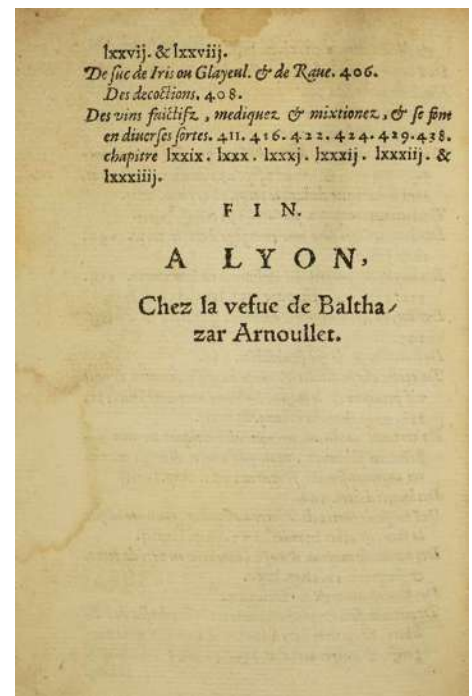 lxxvij. & lxxviij.
De suc de Iris ou Glayeul. & de Raue. 406.
Des decoctions, 408.
Des vins faictifz, mediquez & mixtionez, & se font
en diuerses sortes. 411. 416. 422. 424. 429. 438.
chapitre lxxix. lxxx. lxxxj. lxxxij. lxxxiij. &
lxxxiiij.
FIN.
A LYON,
Chez la vefue de Baltha-
zar Arnoullet.